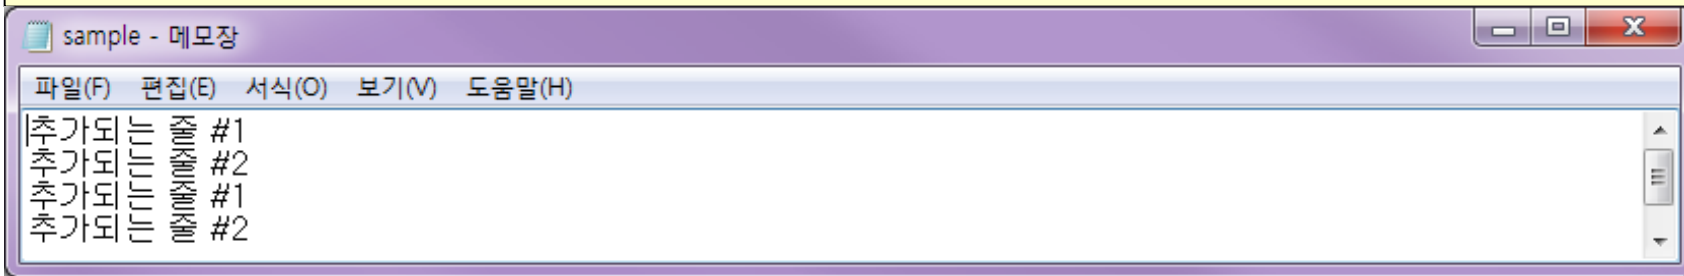 sample - 메모장
파일(F) 편집(E) 서식(O) 보기(V) 도움말(H)
추가되는 줄 #1
추가되는 줄 #2
추가되는 줄 #1
추가되는 줄 #2